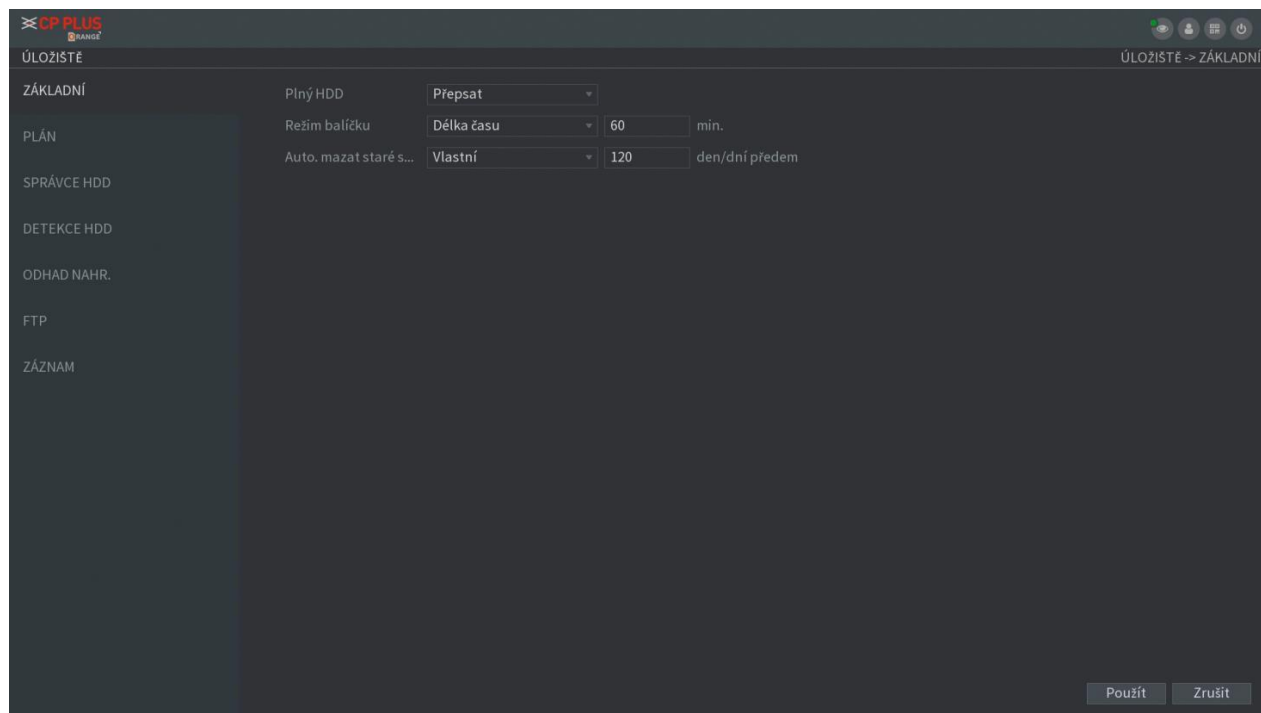 CP PLUS
ORANGE
ÚLOŽIŠTĚ
ÚLOŽIŠTĚ -> ZÁKLADNÍ
ZÁKLADNÍ
PLÁN
SPRÁVCE HDD
DETEKCE HDD
ODHAD NAHR.
FTP
ZÁZNAM
Plný HDD Přepsat
Režim balíčku Délka času 60 min.
Auto. mazat staré s... Vlastní 120 den/dní předem
Použít Zrušit